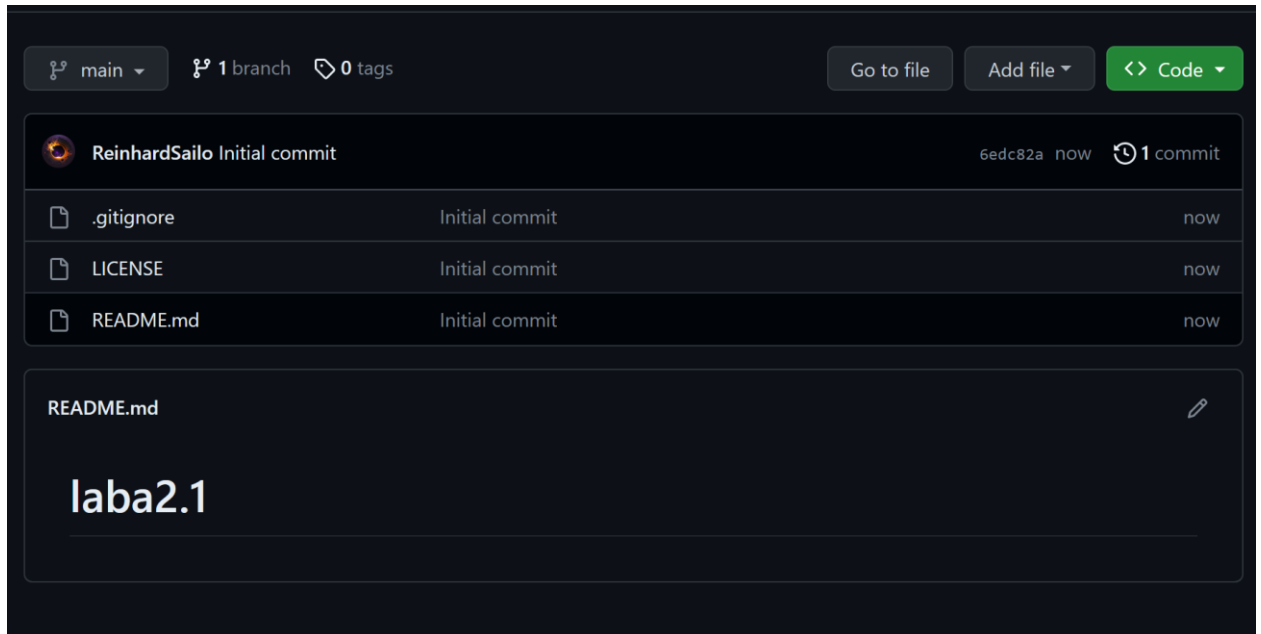 main 1 branch 0 tags Go to file Add file <> Code
ReinhardSailo Initial commit 6edc82a now 1 commit
.gitignore Initial commit now
LICENSE Initial commit now
README.md Initial commit now
README.md
laba2.1